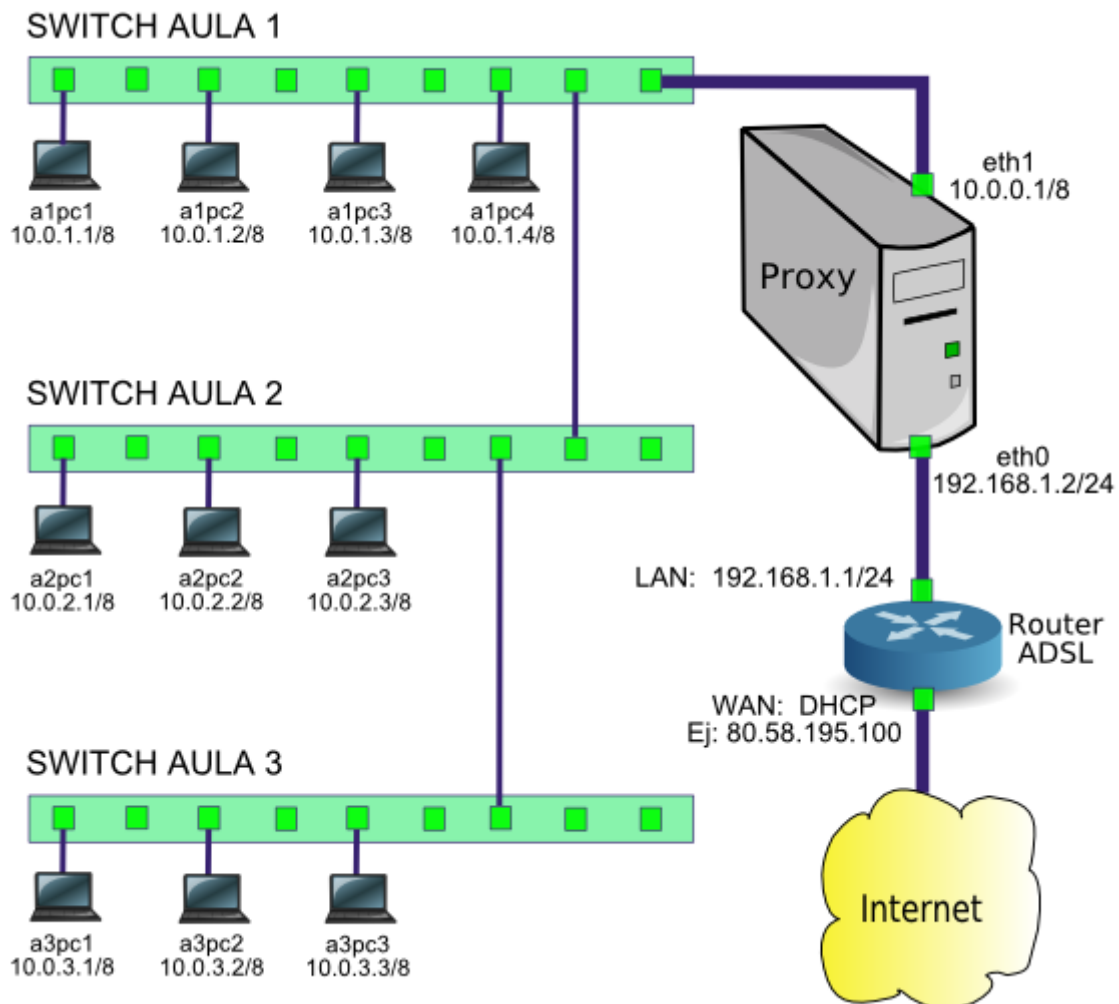 SWITCH AULA 1
a1pc1
10.0.1.1/8
a1pc2
10.0.1.2/8
a1pc3
10.0.1.3/8
a1pc4
10.0.1.4/8
eth1
10.0.0.1/8
Proxy
SWITCH AULA 2
a2pc1
10.0.2.1/8
a2pc2
10.0.2.2/8
a2pc3
10.0.2.3/8
eth0
192.168.1.2/24
LAN: 192.168.1.1/24
Router
ADSL
WAN: DHCP
Ej: 80.58.195.100
SWITCH AULA 3
a3pc1
10.0.3.1/8
a3pc2
10.0.3.2/8
a3pc3
10.0.3.3/8
Internet